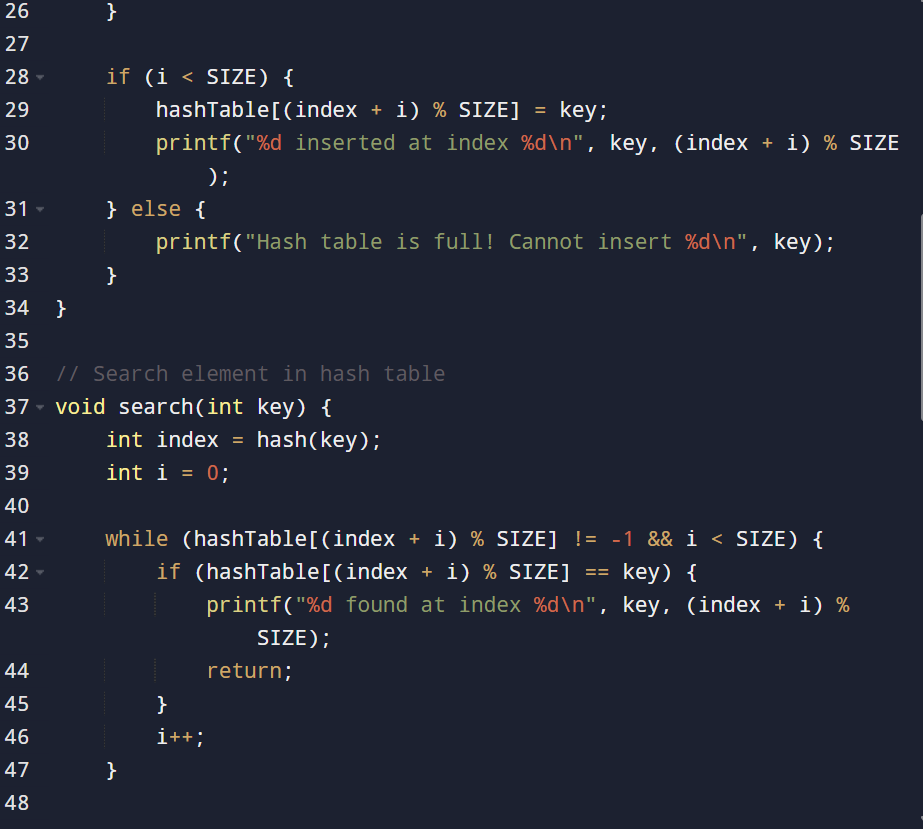 26     }
27
28     if (i < SIZE) {
29         hashTable[(index + i) % SIZE] = key;
30         printf("%d inserted at index %d\n", key, (index + i) % SIZE
            );
31     } else {
32         printf("Hash table is full! Cannot insert %d\n", key);
33     }
34 }
35
36 // Search element in hash table
37 void search(int key) {
38     int index = hash(key);
39     int i = 0;
40
41     while (hashTable[(index + i) % SIZE] != -1 && i < SIZE) {
42         if (hashTable[(index + i) % SIZE] == key) {
43             printf("%d found at index %d\n", key, (index + i) %
                SIZE);
44             return;
45         }
46         i++;
47     }
48